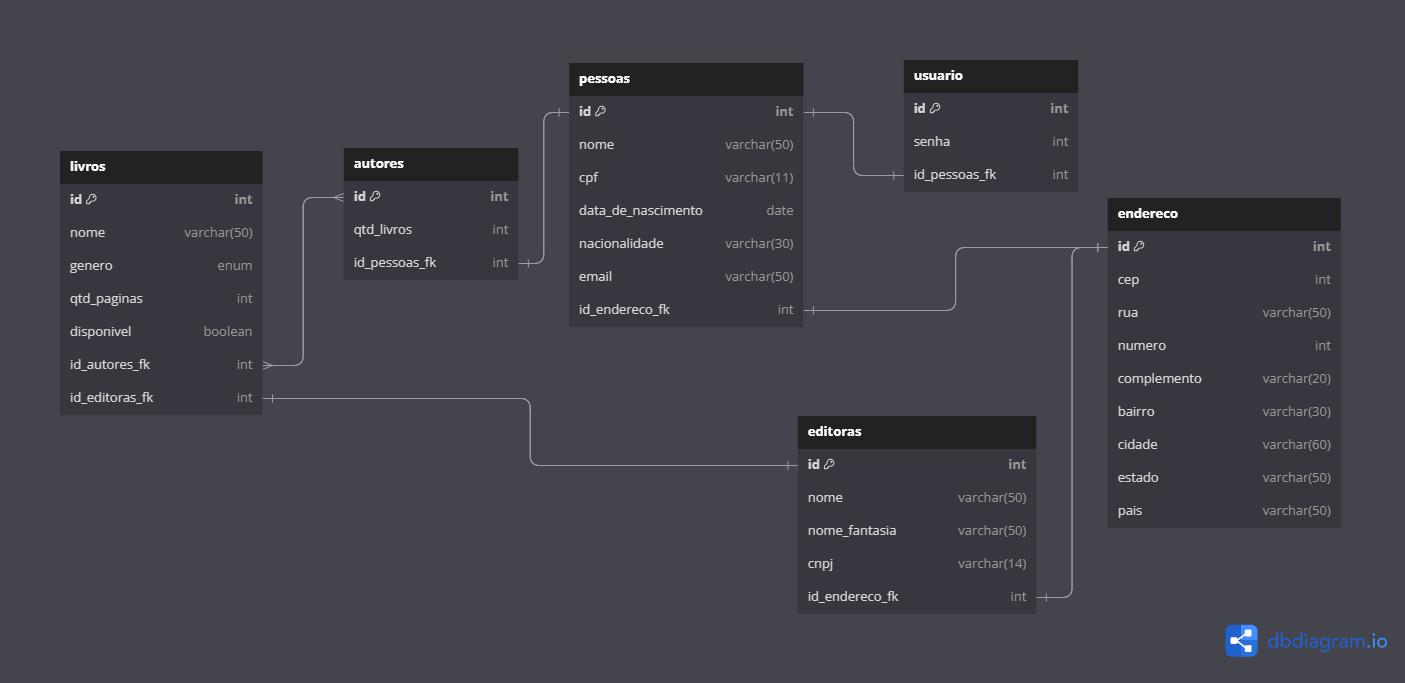 livros
id int
nome varchar(50)
genero enum
qtd_paginas int
disponivel boolean
id_autores_fk int
id_editoras_fk int
autores
id int
qtd_livros int
id_pessoas_fk int
pessoas
id int
nome varchar(50)
cpf varchar(11)
data_de_nascimento date
nacionalidade varchar(30)
email varchar(50)
id_endereco_fk int
usuario
id int
senha int
id_pessoas_fk int
endereco
id int
cep int
rua varchar(50)
numero int
complemento varchar(20)
bairro varchar(30)
cidade varchar(60)
estado varchar(50)
pais varchar(50)
editoras
id int
nome varchar(50)
nome_fantasia varchar(50)
cnpj varchar(14)
id_endereco_fk int
dbdiagram.io